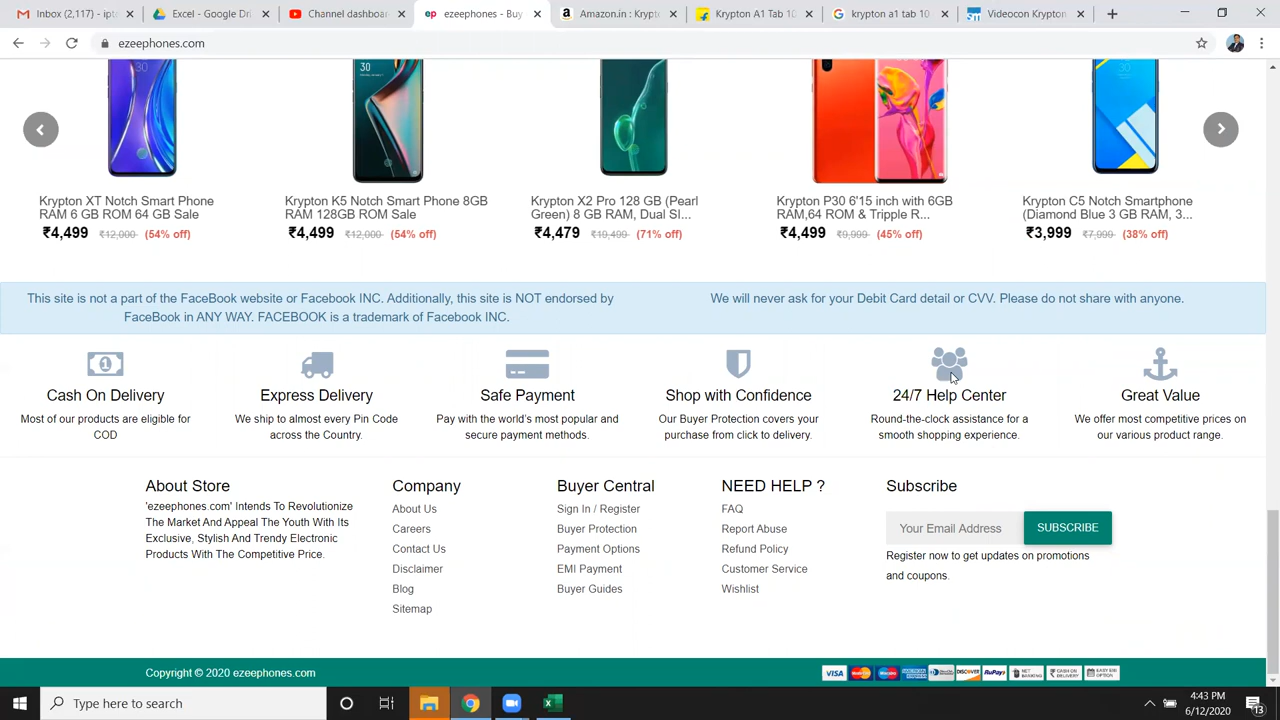 Inbox (2,117) - ipt
Excel - Google Dri
Channel dashboa
ezeephones - Buy
Amazon.in : Krypt
Krypton A1 Tab 10
krypton a1 tab 10
Videocon Krypton
ezeephones.com
Krypton XT Notch Smart Phone
RAM 6 GB ROM 64 GB Sale
₹4,499 ₹12,000 (54% off)
Krypton K5 Notch Smart Phone 8GB
RAM 128GB ROM Sale
₹4,499 ₹12,000 (54% off)
Krypton X2 Pro 128 GB (Pearl
Green) 8 GB RAM, Dual SI...
₹4,479 ₹19,499 (71% off)
Krypton P30 6'15 inch with 6GB
RAM,64 ROM & Tripple R...
₹4,499 ₹9,999 (45% off)
Krypton C5 Notch Smartphone
(Diamond Blue 3 GB RAM, 3...
₹3,999 ₹7,999 (38% off)
This site is not a part of the FaceBook website or Facebook INC. Additionally, this site is NOT endorsed by
FaceBook in ANY WAY. FACEBOOK is a trademark of Facebook INC.
We will never ask for your Debit Card detail or CVV. Please do not share with anyone.
Cash On Delivery
Most of our products are eligible for
COD
Express Delivery
We ship to almost every Pin Code
across the Country.
Safe Payment
Pay with the world's most popular and
secure payment methods.
Shop with Confidence
Our Buyer Protection covers your
purchase from click to delivery.
24/7 Help Center
Round-the-clock assistance for a
smooth shopping experience.
Great Value
We offer most competitive prices on
our various product range.
About Store
'ezeephones.com' Intends To Revolutionize
The Market And Appeal The Youth With Its
Exclusive, Stylish And Trendy Electronic
Products With The Competitive Price.
Company
About Us
Careers
Contact Us
Disclaimer
Blog
Sitemap
Buyer Central
Sign In / Register
Buyer Protection
Payment Options
EMI Payment
Buyer Guides
NEED HELP ?
FAQ
Report Abuse
Refund Policy
Customer Service
Wishlist
Subscribe
Your Email Address
SUBSCRIBE
Register now to get updates on promotions
and coupons.
Copyright © 2020 ezeephones.com
VISA
DISCOVER
RuPay
Type here to search
4:43 PM
6/12/2020
13